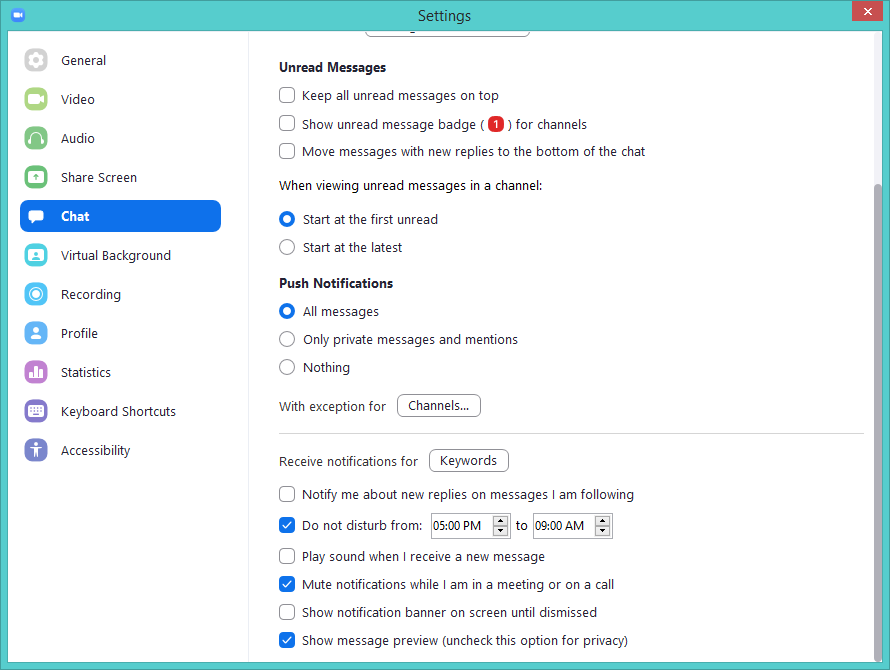 Settings
General
Video
Audio
Share Screen
Chat
Virtual Background
Recording
Profile
Statistics
Keyboard Shortcuts
Accessibility
Unread Messages
Keep all unread messages on top
Show unread message badge ( 1 ) for channels
Move messages with new replies to the bottom of the chat
When viewing unread messages in a channel:
Start at the first unread
Start at the latest
Push Notifications
All messages
Only private messages and mentions
Nothing
With exception for Channels...
Receive notifications for Keywords
Notify me about new replies on messages I am following
Do not disturb from: 05:00 PM to 09:00 AM
Play sound when I receive a new message
Mute notifications while I am in a meeting or on a call
Show notification banner on screen until dismissed
Show message preview (uncheck this option for privacy)